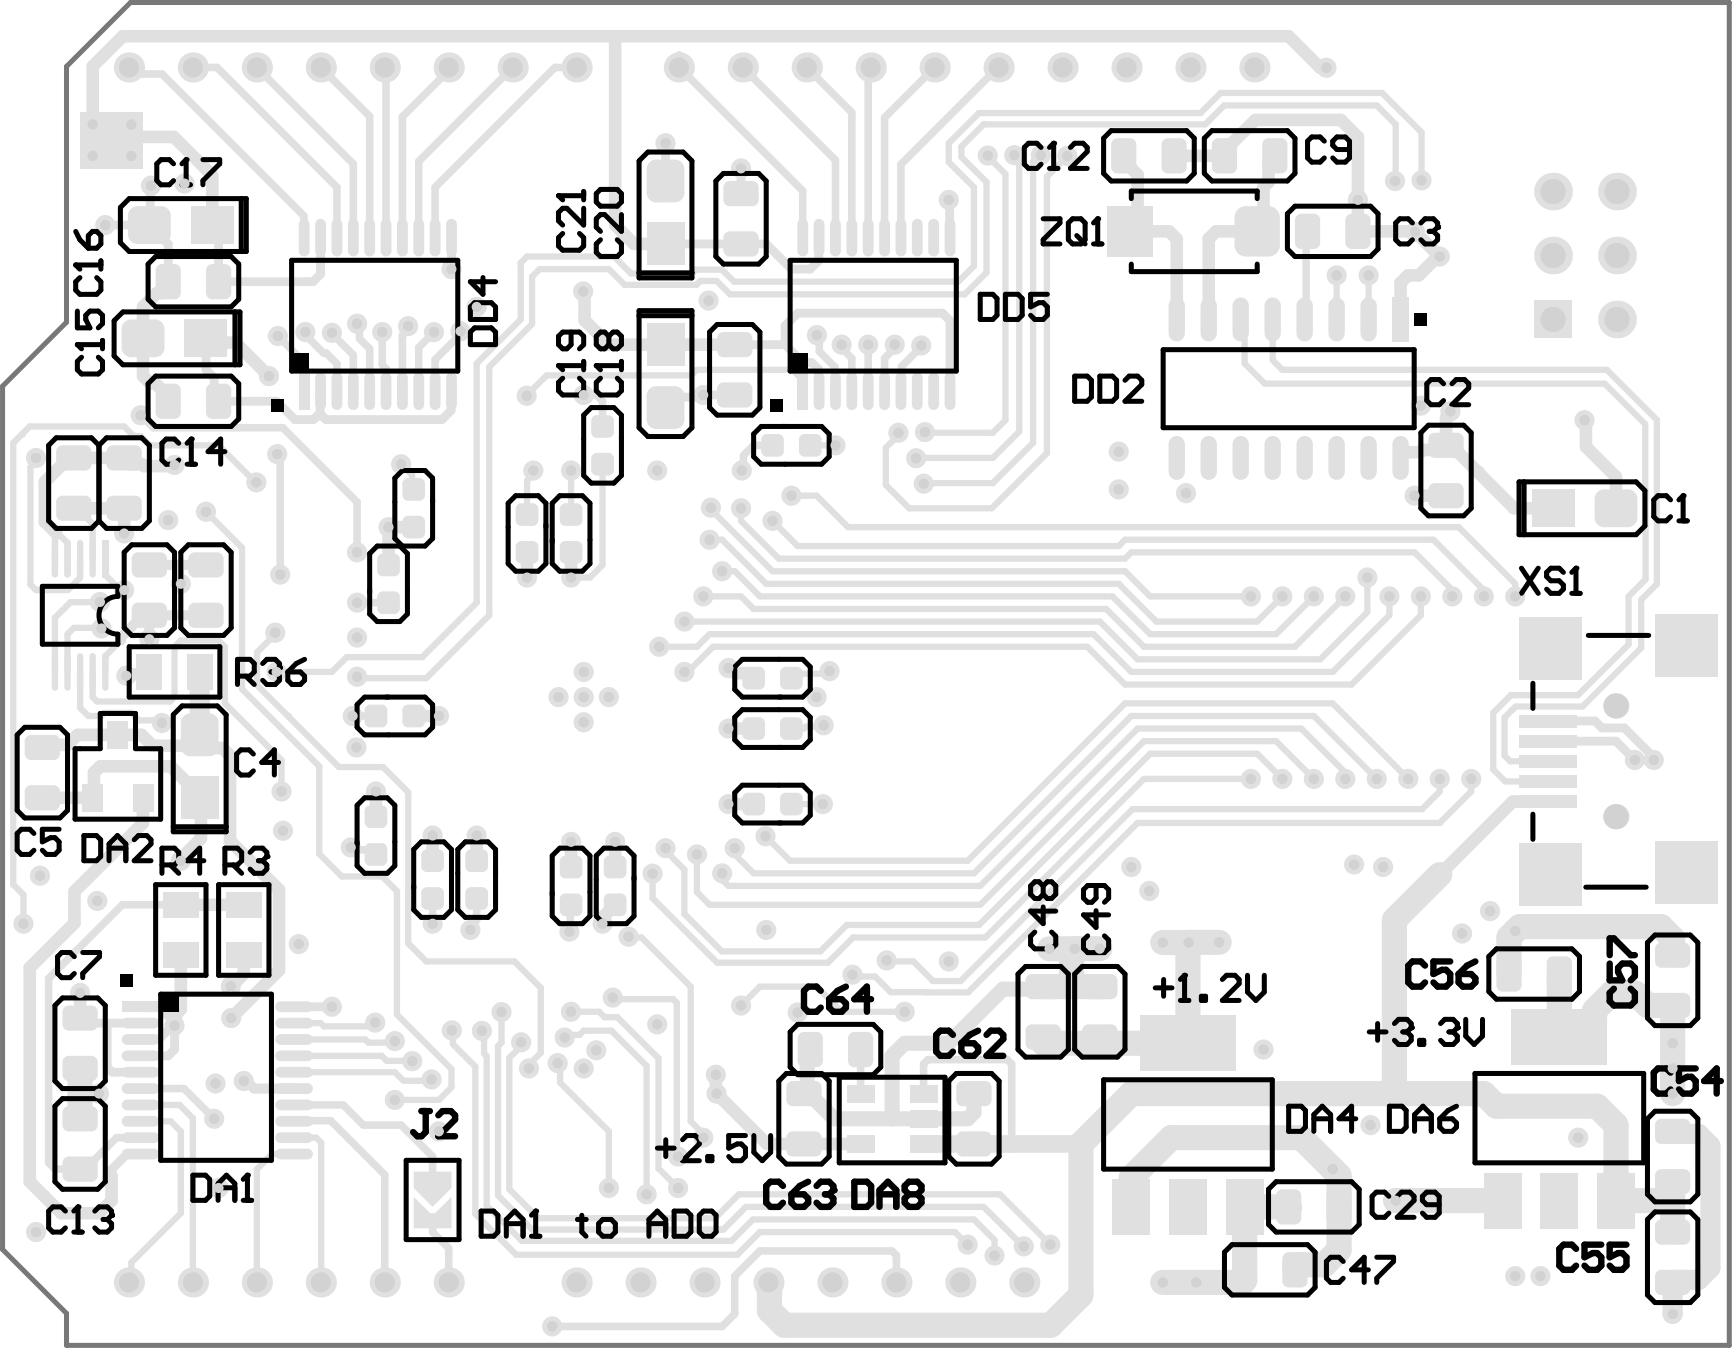 C17
C12
C9
C21
C20
ZQ1
C3
C16
DD4
DD5
C15
C19
C18
DD2
C2
C14
C1
XS1
R36
C4
C5
DA2
R4
R3
C48
C49
C7
C64
+1.2V
C56
C57
+3.3V
C62
C54
J2
+2.5V
DA4
DA6
DA1
C63
DA8
C13
DA1 to AD0
C29
C55
C47